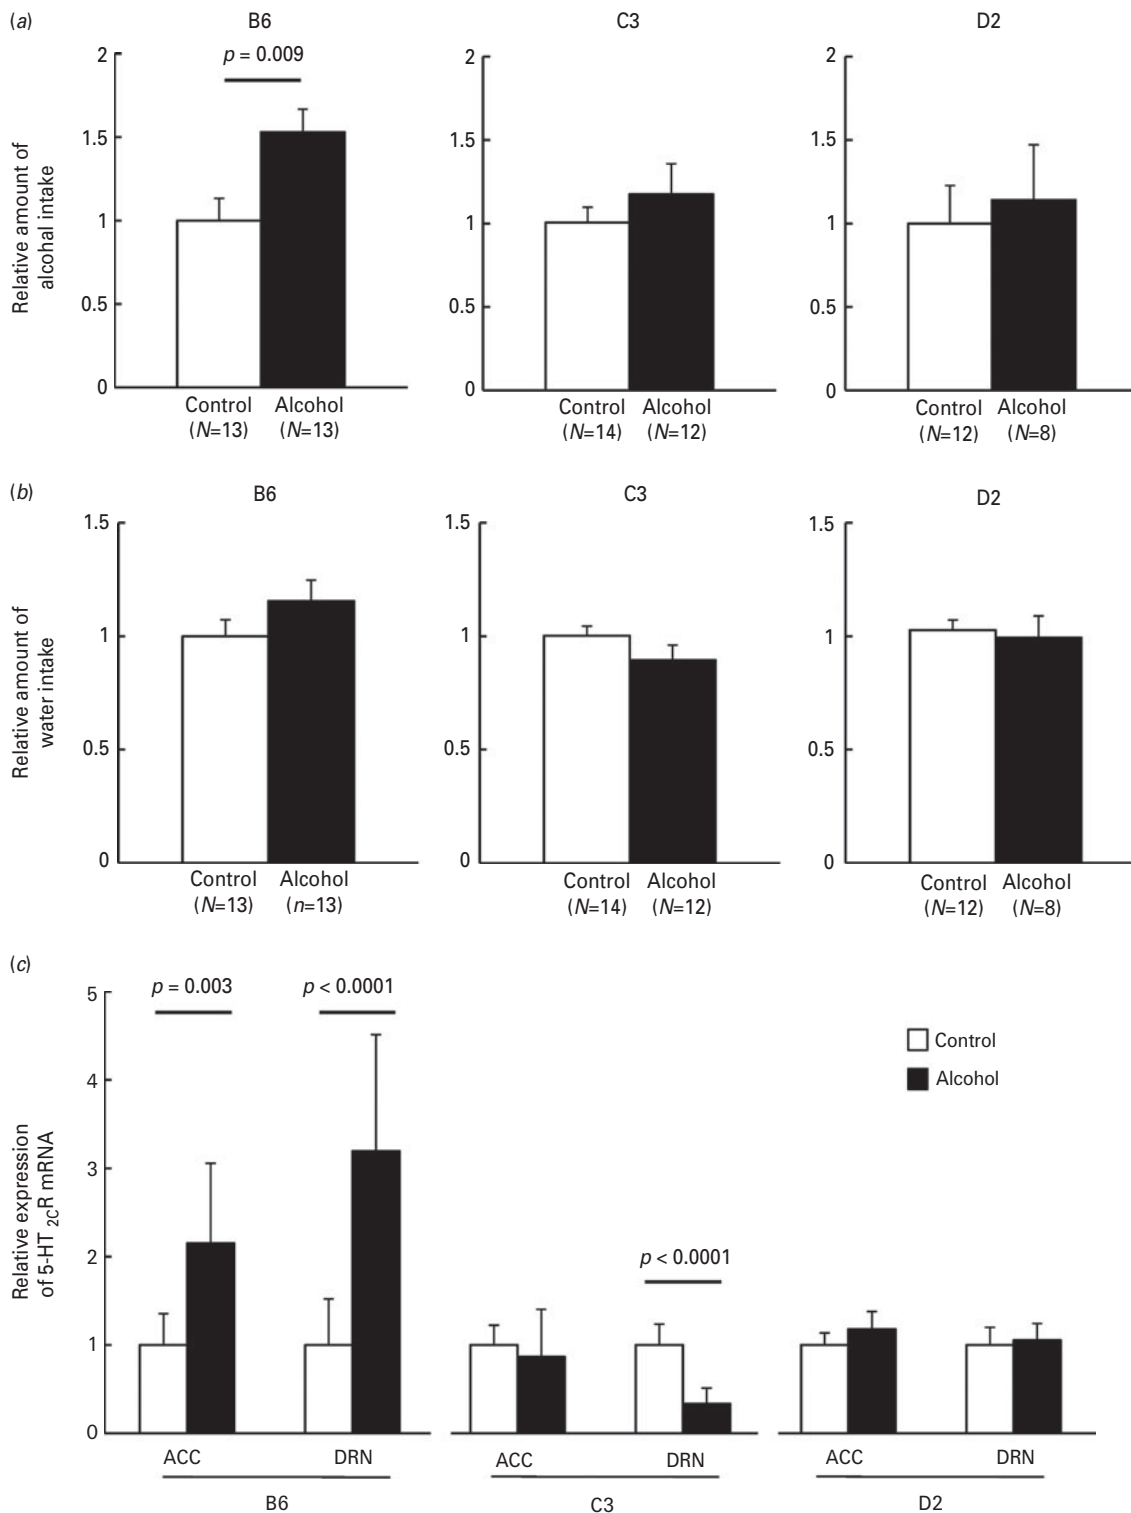 (a)
B6
C3
D2
p = 0.009
Relative amount of
alcohal intake
2
1.5
1
0.5
0
2
1.5
1
0.5
0
2
1.5
1
0.5
0
Control Alcohol
(N=13) (N=13)
Control Alcohol
(N=14) (N=12)
Control Alcohol
(N=12) (N=8)
(b)
B6
C3
D2
Relative amount of
water intake
1.5
1
0.5
0
1.5
1
0.5
0
1.5
1
0.5
0
Control Alcohol
(N=13) (n=13)
Control Alcohol
(N=14) (N=12)
Control Alcohol
(N=12) (N=8)
(c)
p = 0.003
p < 0.0001
Relative expression
of 5-HT 2CR mRNA
5
4
3
2
1
0
Control
Alcohol
p < 0.0001
ACC DRN
ACC DRN
ACC DRN
B6
C3
D2